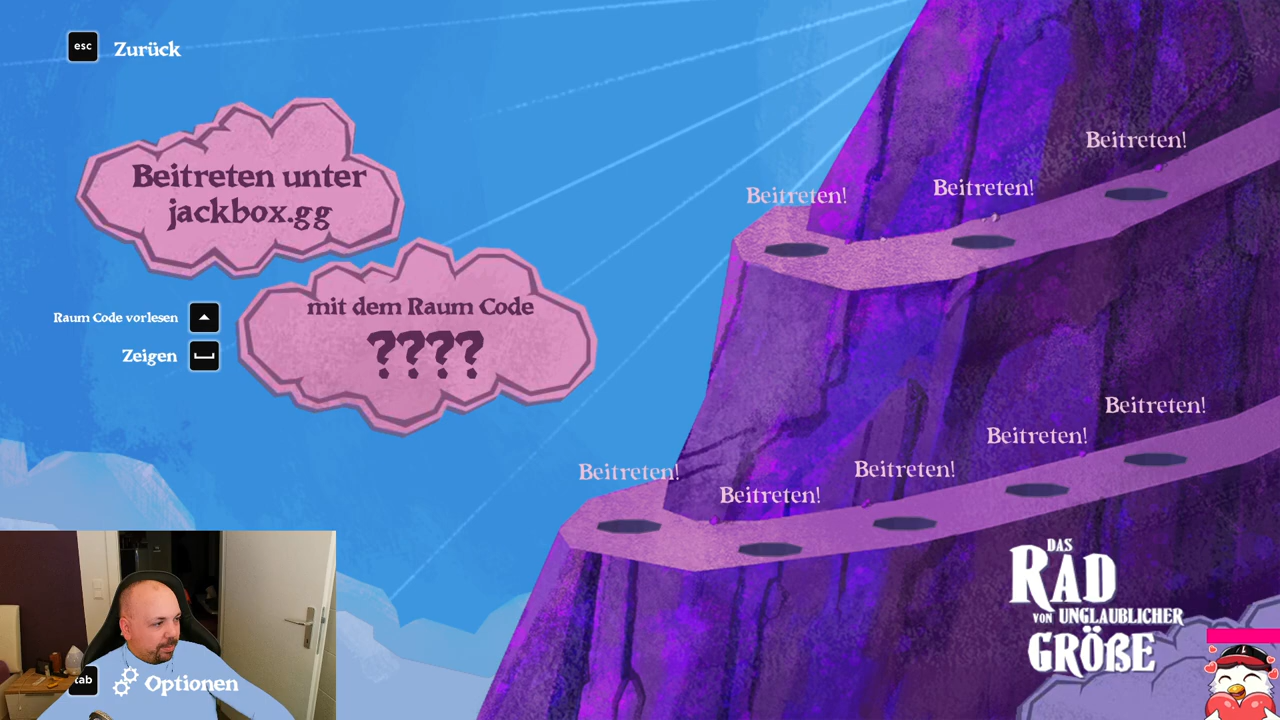 esc Zurück
Beitreten unter
jackbox.gg
mit dem Raum Code
????
Raum Code vorlesen
Zeigen
Beitreten!
Beitreten!
Beitreten!
Beitreten!
Beitreten!
Beitreten!
Beitreten!
Beitreten!
DAS
RAD
VON UNGLAUBLICHER
GRÖßE
tab Optionen